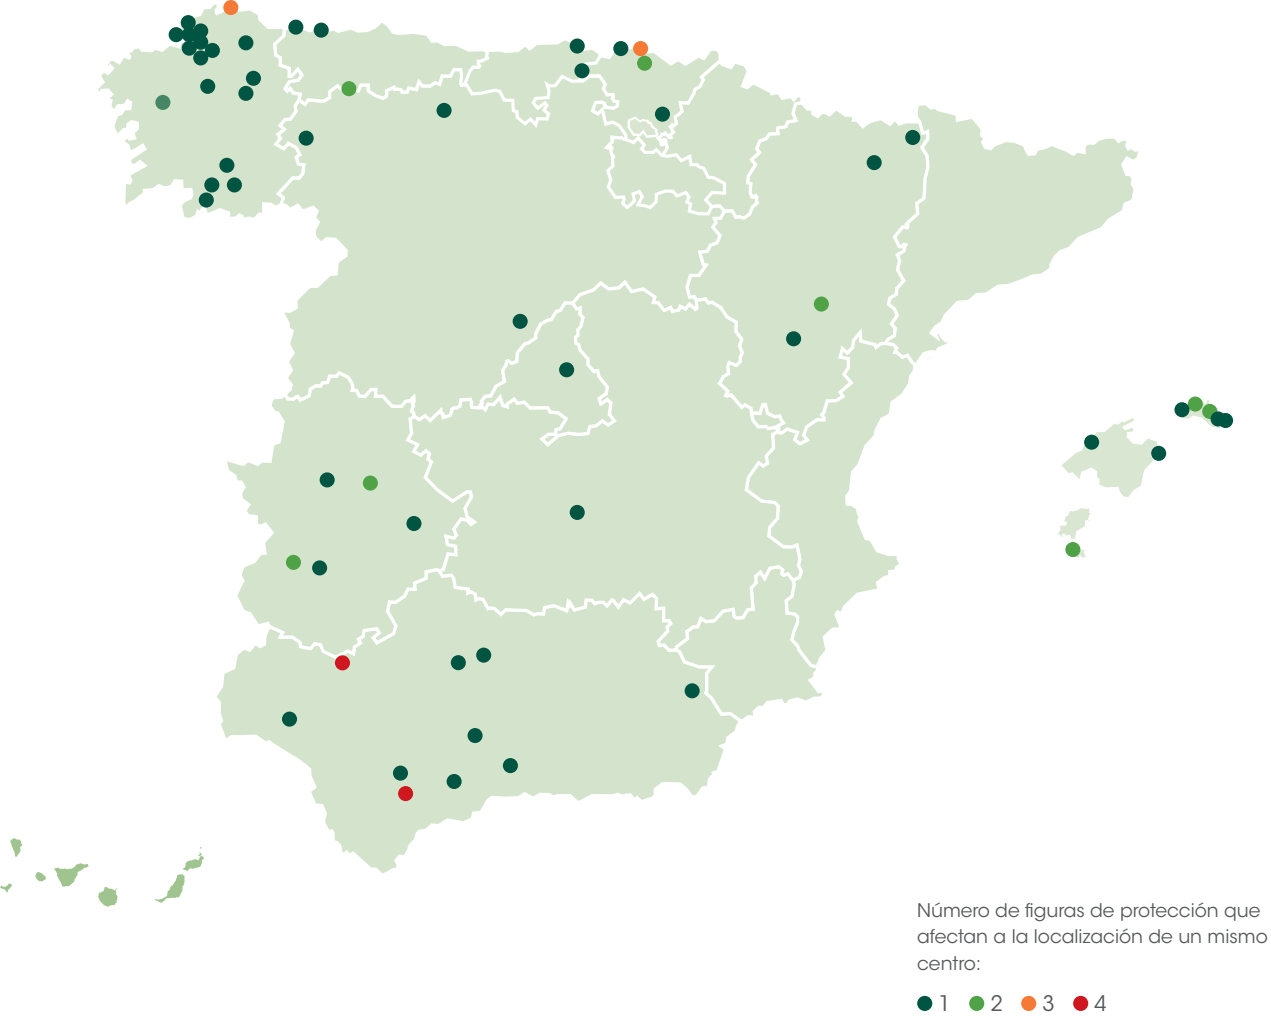 Número de figuras de protección que
afectan a la localización de un mismo
centro:
1 2 3 4